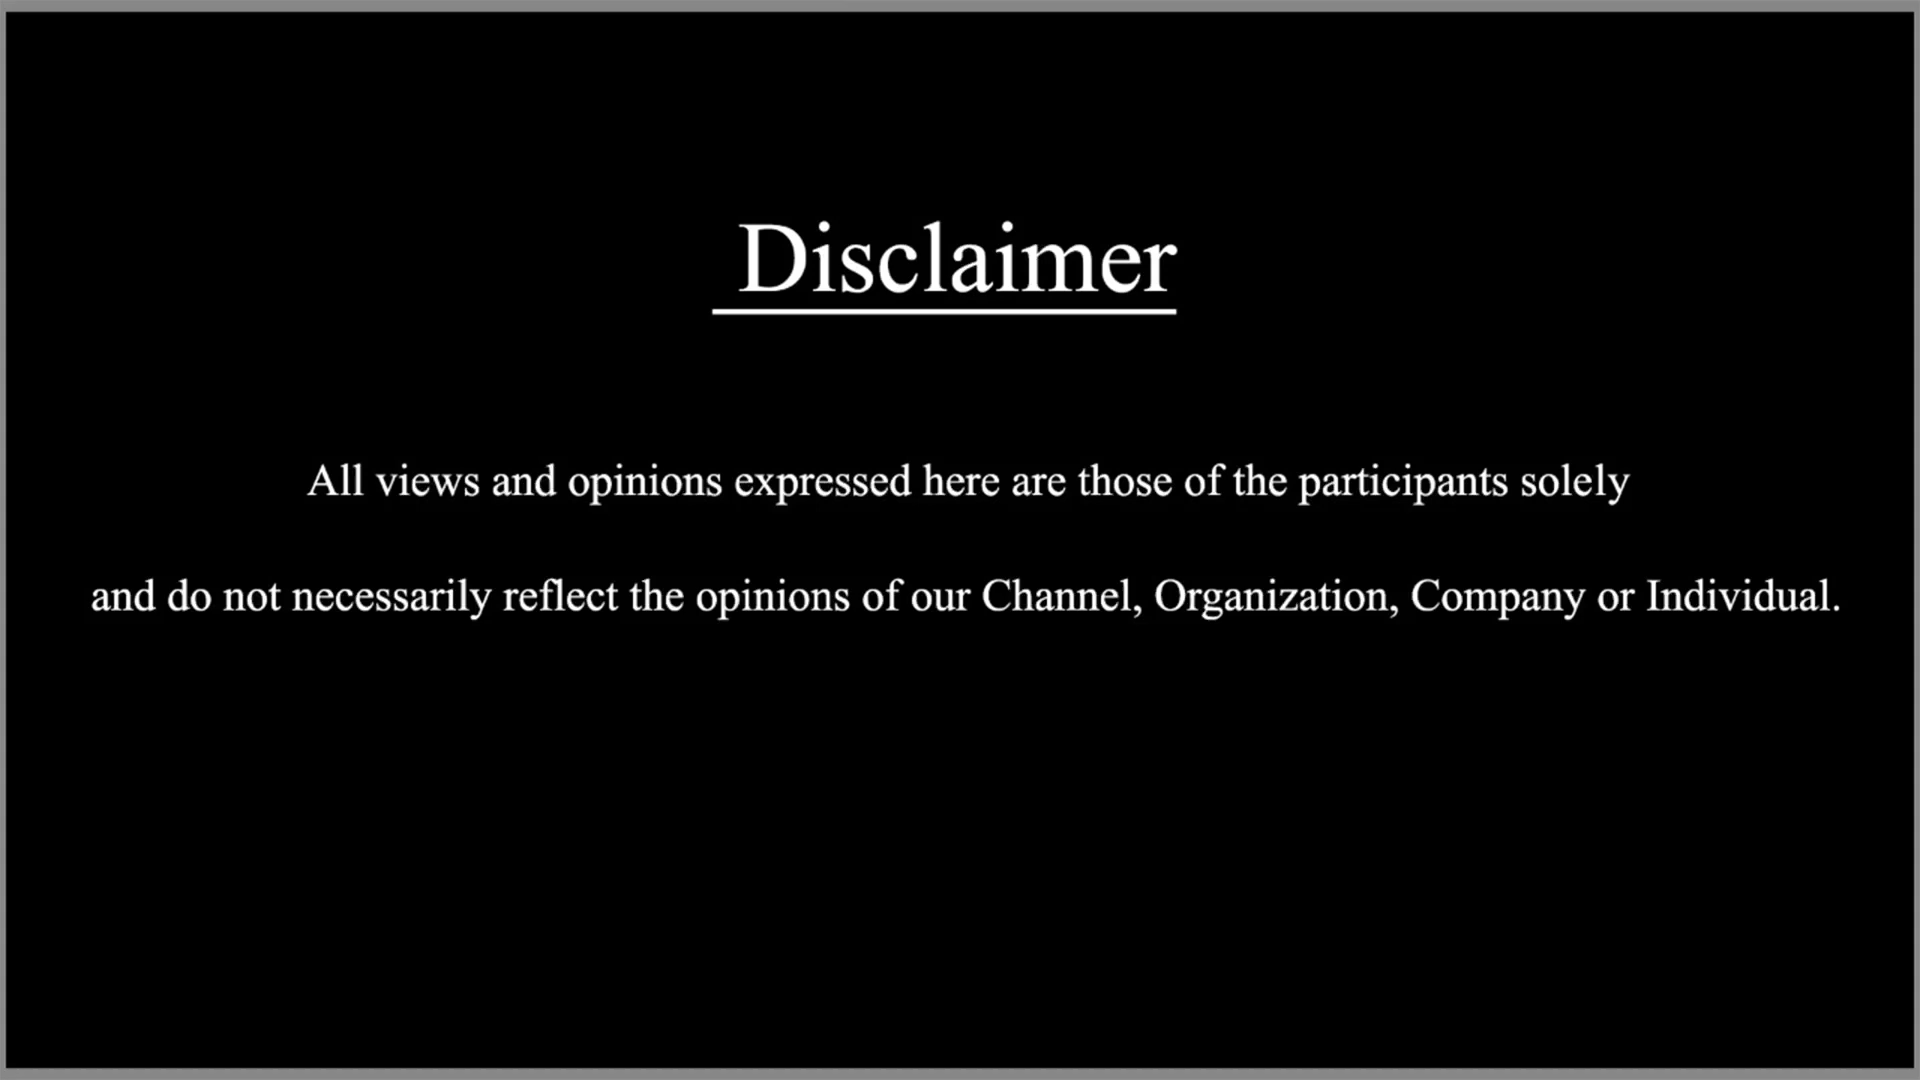 Disclaimer
All views and opinions expressed here are those of the participants solely
and do not necessarily reflect the opinions of our Channel, Organization, Company or Individual.